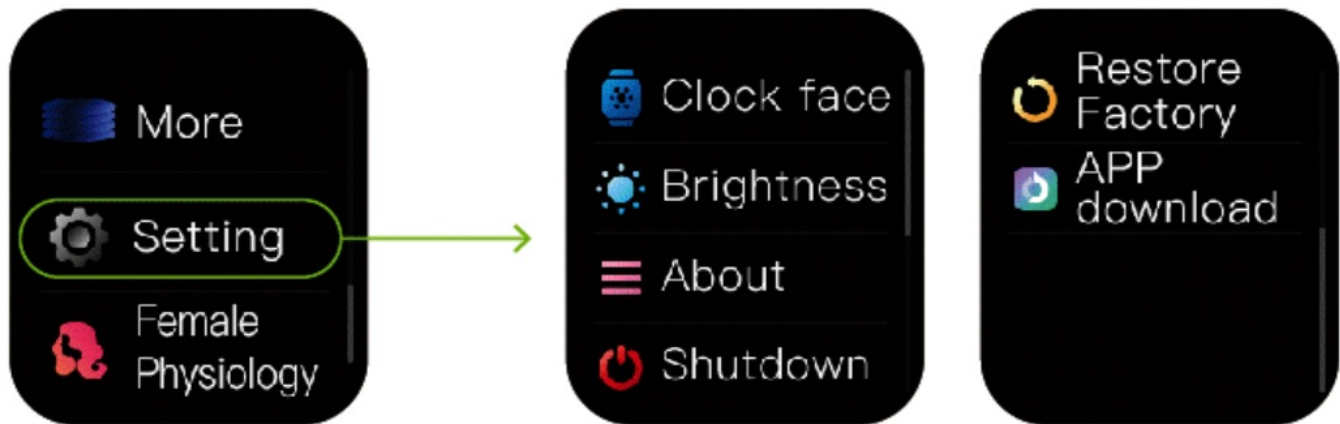 More
Setting
Female
Physiology
Clock face
Brightness
About
Shutdown
Restore
Factory
APP
download